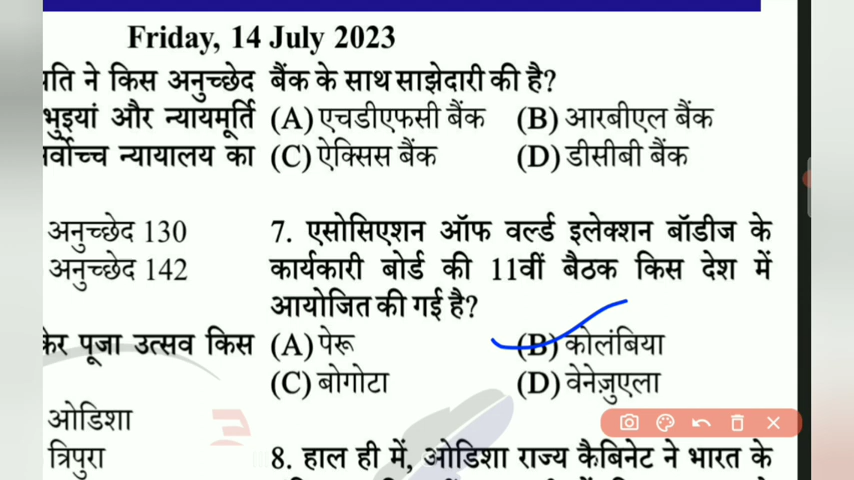 Friday, 14 July 2023
ने किस अनुच्छेद
भुइयां और न्यायमूर्ति
न्यायालय का
अनुच्छेद 130
अनुच्छेद 142
पूजा उत्सव किस
ओडिशा
त्रिपुरा
बैंक के साथ साझेदारी की है?
(A) एचडीएफसी बैंक (B) आरबीएल बैंक
(C) ऐक्सिस बैंक (D) डीसीबी बैंक
7. एसोसिएशन ऑफ वर्ल्ड इलेक्शन बॉडीज के
कार्यकारी बोर्ड की 11वीं बैठक किस देश में
आयोजित की गई है?
(A) पेरू (B) कोलंबिया
(C) बोगोटा (D) वेनेज़ुएला
8. हाल ही में, ओडिशा राज्य कैबिनेट ने भारत के